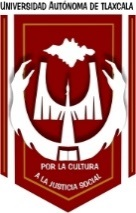 UNIVERSIDAD AUTÓNOMA DE TLAXCALA
POR LA CULTURA
A LA JUSTICIA SOCIAL